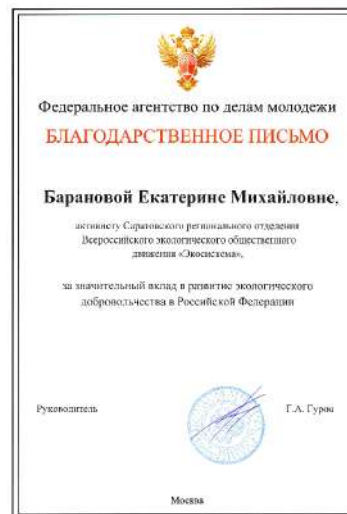 Федеральное агентство по делам молодежи
БЛАГОДАРСТВЕННОЕ ПИСЬМО
Барановой Екатерине Михайловне,
активисту Саратовского регионального отделения
Всероссийского экологического общественного
движения «Экосистема»,
за значительный вклад в развитие экологического
добровольчества в Российской Федерации
Руководитель
Г.А. Гуров
Москва